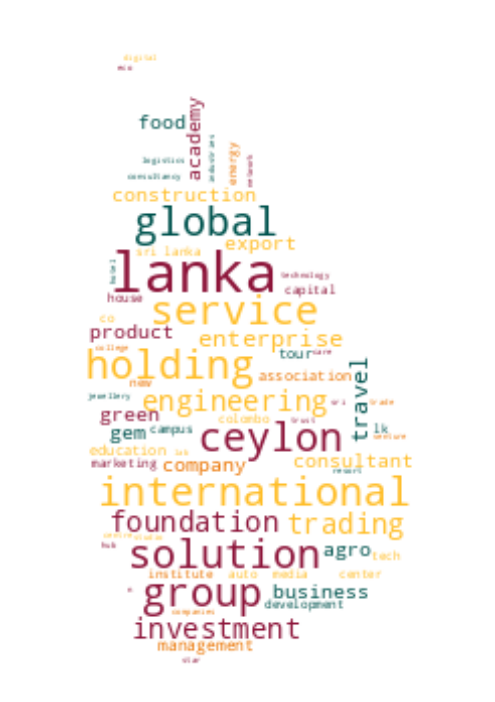 digital
eco
food
academy
industries
energy
network
logistics
consultancy
construction
global
export
sri lanka
lanka
hotel
technology
capital
house
service
co
product
enterprise
college
tour
care
holding
travel
association
new
jewellery
engineering
sri
trade
green
colombo
trust
gem
campus
ceylon
lk
venture
education
consultant
marketing
company
resort
international
foundation
trading
centre
studio
hub
solution
agro
tech
institute
auto
media
center
group
business
development
companies
investment
management
star